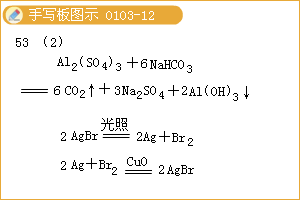 手写板图示 0103-12
53 (2)
Al₂(SO₄)₃＋6NaHCO₃
══ 6CO₂↑＋3Na₂SO₄＋2Al(OH)₃↓
光照
2AgBr ══ 2Ag＋Br₂
CuO
2Ag＋Br₂ ══ 2AgBr